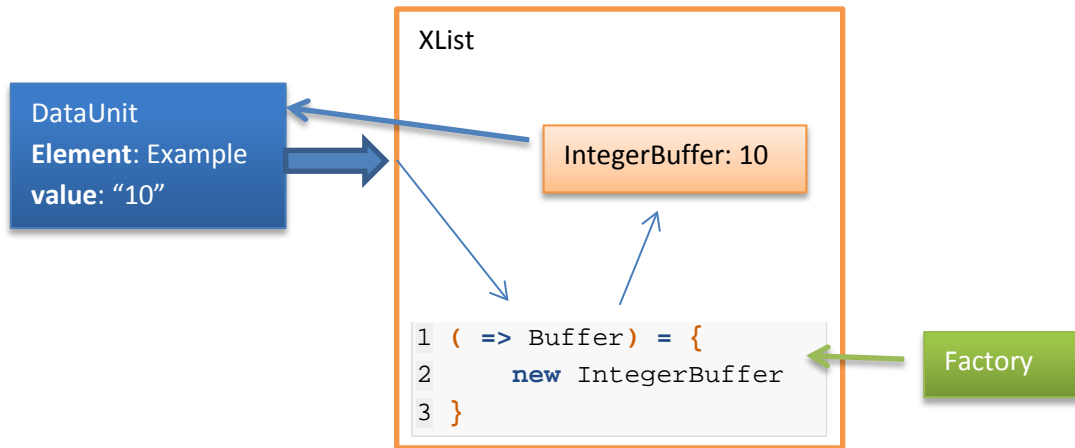 XList
DataUnit
Element: Example
value: “10”
IntegerBuffer: 10
1 ( => Buffer) = {
2     new IntegerBuffer
3 }
Factory